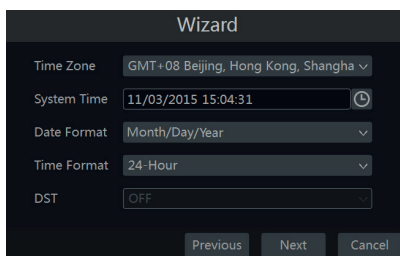 Wizard
Time Zone GMT+08 Beijing, Hong Kong, Shangha
System Time 11/03/2015 15:04:31
Date Format Month/Day/Year
Time Format 24-Hour
DST OFF
Previous Next Cancel